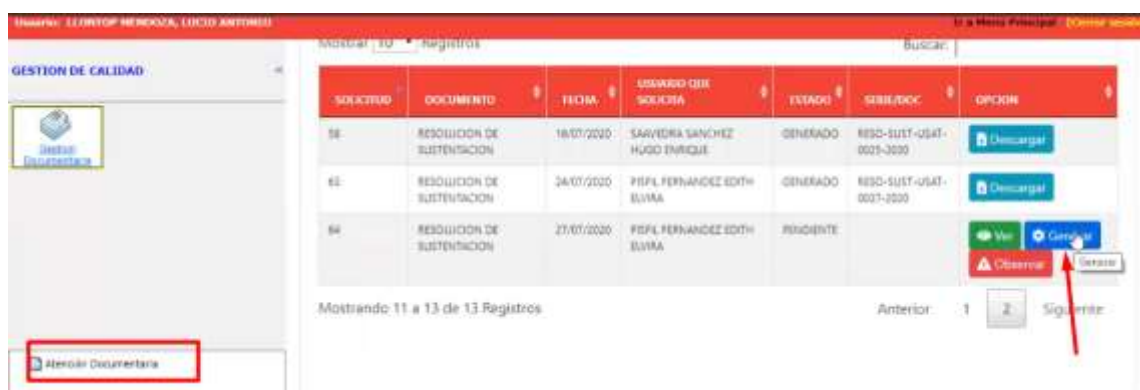 Usuario: LLONTOP MENDOZA, LUCIO ANTONIO
Ir a Menú Principal
Mostrar 10 Registros
Buscar:
GESTION DE CALIDAD
Gestion Documentaria
SOLICITUD DOCUMENTO FECHA USUARIO QUE SOLICITA ESTADO SERIE/DOC OPCION
58 RESOLUCION DE SUSTENTACION 18/07/2020 SAAVEDRA SANCHEZ HUGO ENRIQUE GENERADO RESO-SUST-USAT-0025-2020 Descargar
RESOLUCION DE SUSTENTACION 24/07/2020 PISFIL FERNANDEZ EDITH ELVIRA GENERADO RESO-SUST-USAT-0027-2020 Descargar
64 RESOLUCION DE SUSTENTACION 27/07/2020 PISFIL FERNANDEZ EDITH ELVIRA PENDIENTE Ver Generar
Observar Generar
Mostrando 11 a 13 de 13 Registros
Anterior 1 2 Siguiente
Atención Documentaria